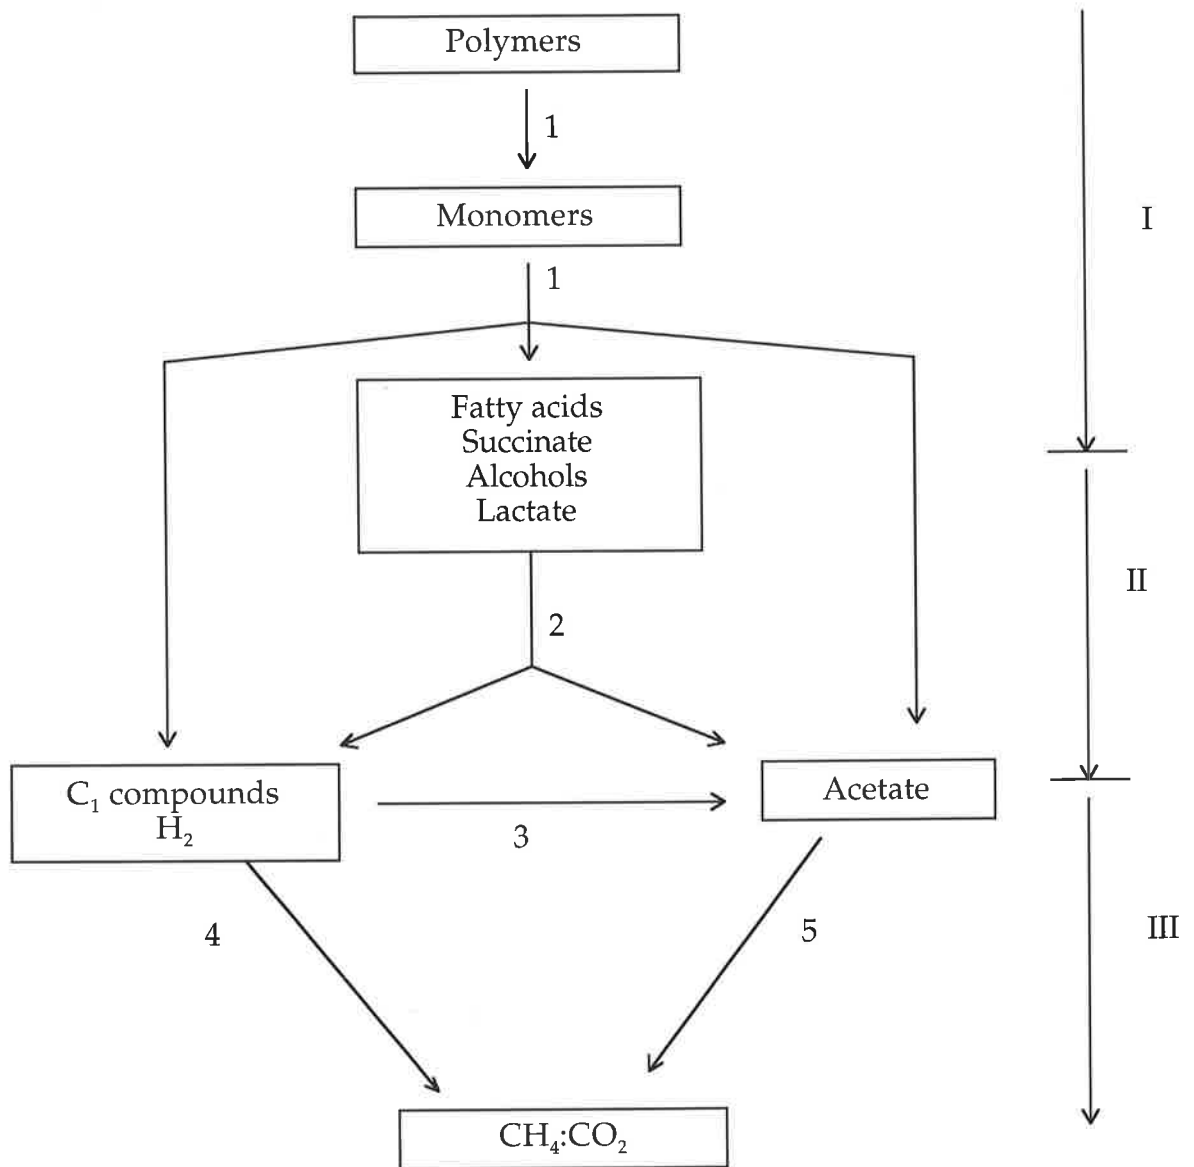 Polymers
1
Monomers
I
1
Fatty acids
Succinate
Alcohols
Lactate
II
2
C₁ compounds
H₂
Acetate
3
4
5
III
CH₄:CO₂